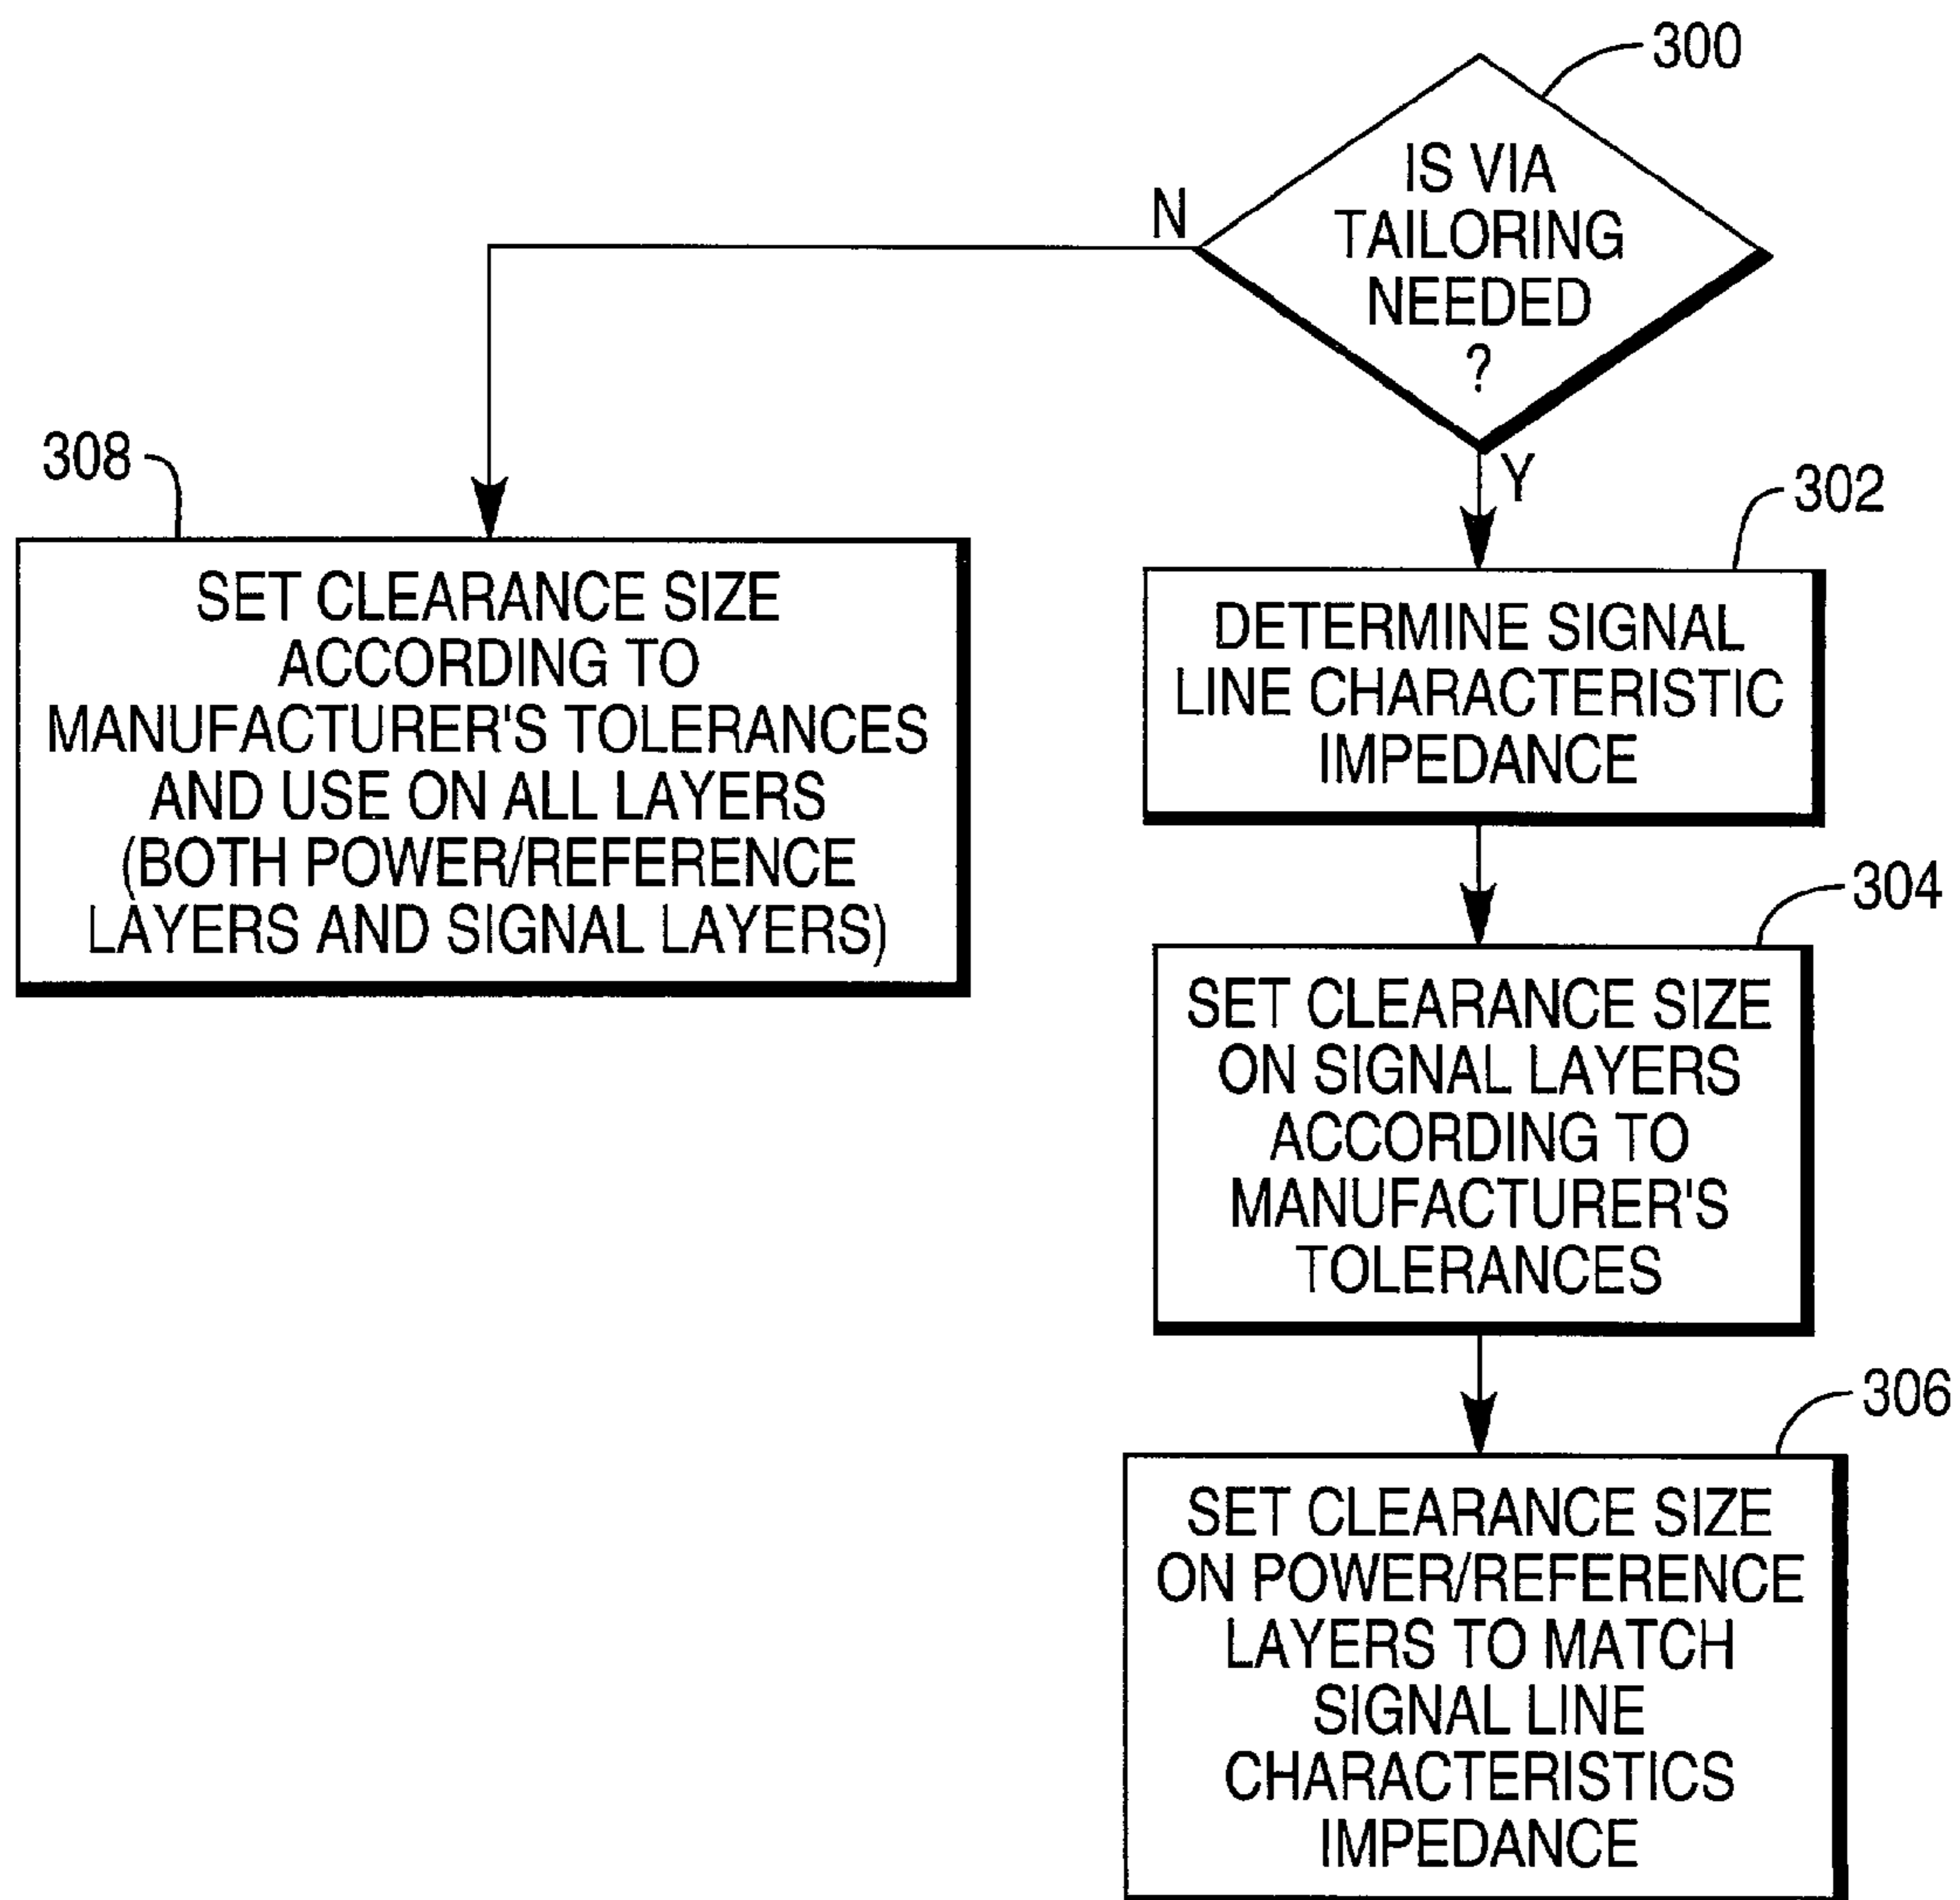 300
IS VIA
TAILORING
NEEDED
?
N
Y
308
SET CLEARANCE SIZE
ACCORDING TO
MANUFACTURER'S TOLERANCES
AND USE ON ALL LAYERS
(BOTH POWER/REFERENCE
LAYERS AND SIGNAL LAYERS)
302
DETERMINE SIGNAL
LINE CHARACTERISTIC
IMPEDANCE
304
SET CLEARANCE SIZE
ON SIGNAL LAYERS
ACCORDING TO
MANUFACTURER'S
TOLERANCES
306
SET CLEARANCE SIZE
ON POWER/REFERENCE
LAYERS TO MATCH
SIGNAL LINE
CHARACTERISTICS
IMPEDANCE